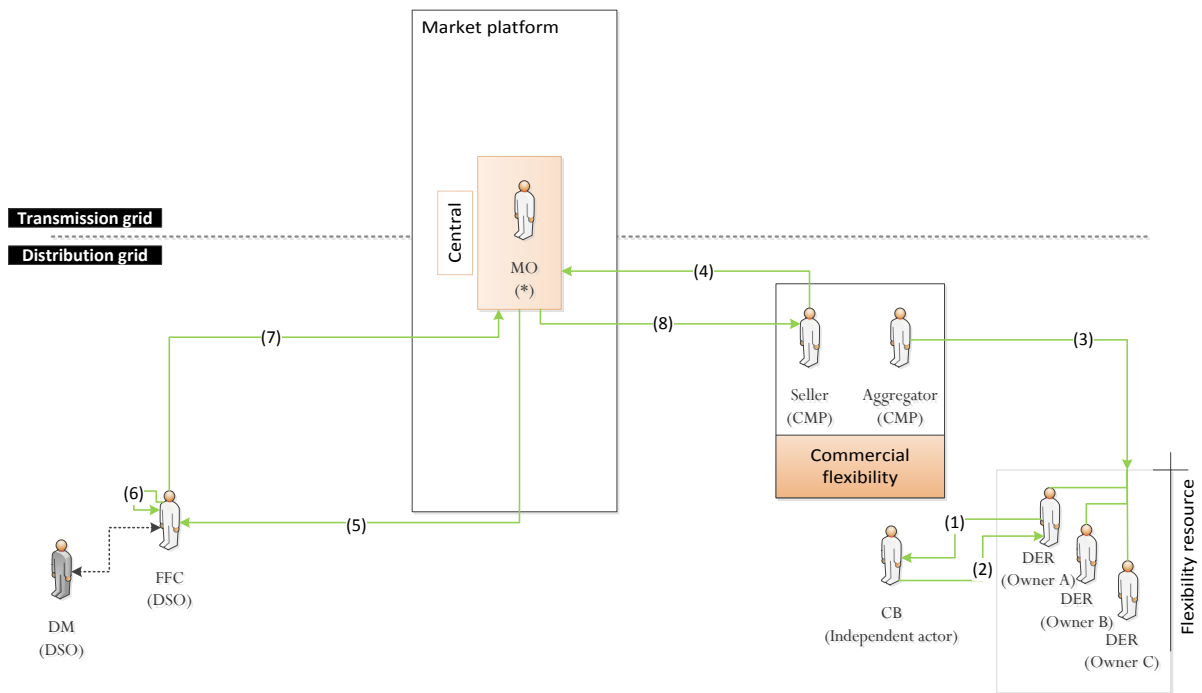 Market platform
Transmission grid
Distribution grid
Central
MO
(*)
(4)
(8)
(7)
(3)
Seller
(CMP)
Aggregator
(CMP)
Commercial
flexibility
Flexibility resource
(6)
(5)
(1)
(2)
FFC
(DSO)
DM
(DSO)
CB
(Independent actor)
DER
(Owner A)
DER
(Owner B)
DER
(Owner C)